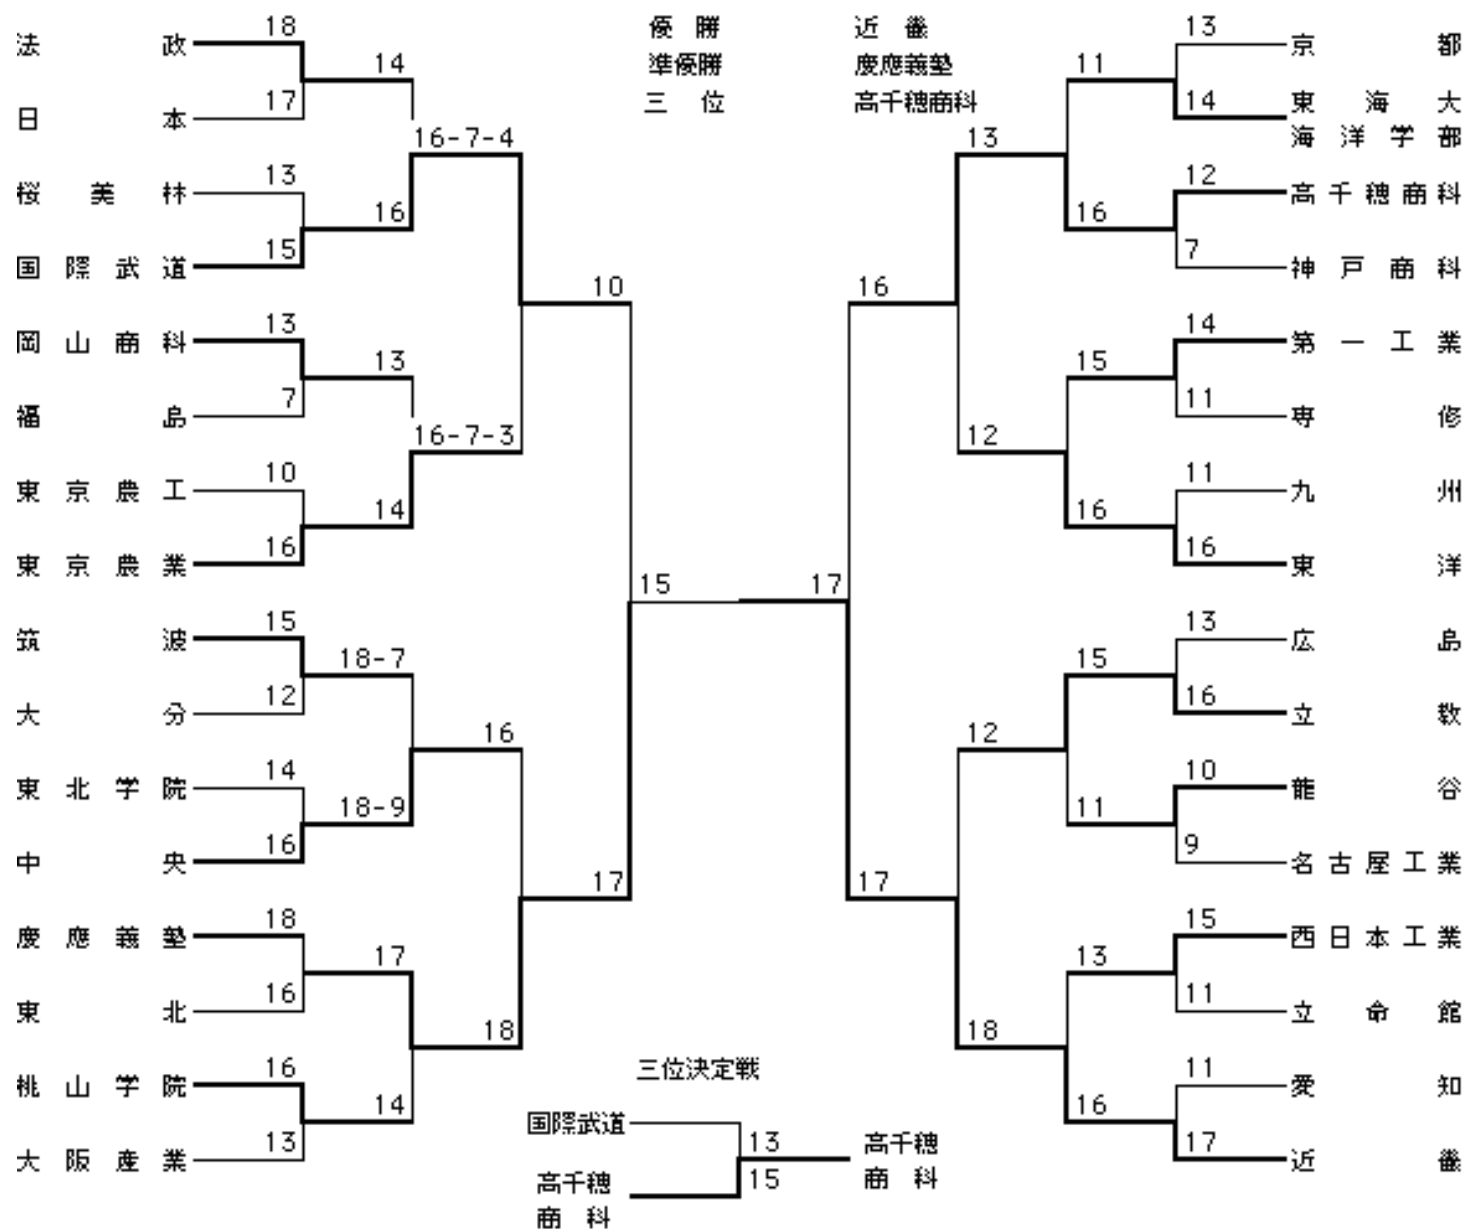 優勝 近畿
準優勝 慶應義塾
三位 高千穂商科
法政 18
14
日本 17
16-7-4
桜美林 13
16
国際武道 15
10
岡山商科 13
13
福島 7
16-7-3
東京農工 10
14
東京農業 16
15
筑波 15
18-7
大分 12
16
東北学院 14
18-9
中央 16
17
慶應義塾 18
17
東北 16
18
桃山学院 16
14
大阪産業 13
13 京都
11
14 東海大
海洋学部
13
12 高千穂商科
16
7 神戸商科
16
14 第一工業
15
11 専修
12
11 九州
16
16 東洋
17
13 広島
15
16 立教
12
10 龍谷
11
9 名古屋工業
17
15 西日本工業
13
11 立命館
18
11 愛知
16
17 近畿
三位決定戦
国際武道
13 高千穂
15 商科
高千穂
商科